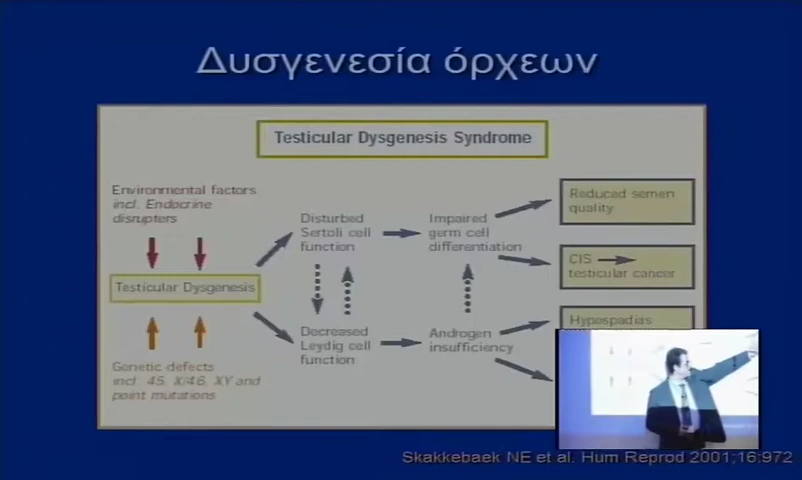 Δυσγενεσία όρχεων
Testicular Dysgenesis Syndrome
Environmental factors
incl. Endocrine
disrupters
Testicular Dysgenesis
Genetic defects
incl. 45, X/46, XY and
point mutations
Disturbed
Sertoli cell
function
Decreased
Leydig cell
function
Impaired
germ cell
differentiation
Androgen
insufficiency
Reduced semen
quality
CIS
testicular cancer
Hypospadias
Skakkebaek NE et al. Hum Reprod 2001;16:972